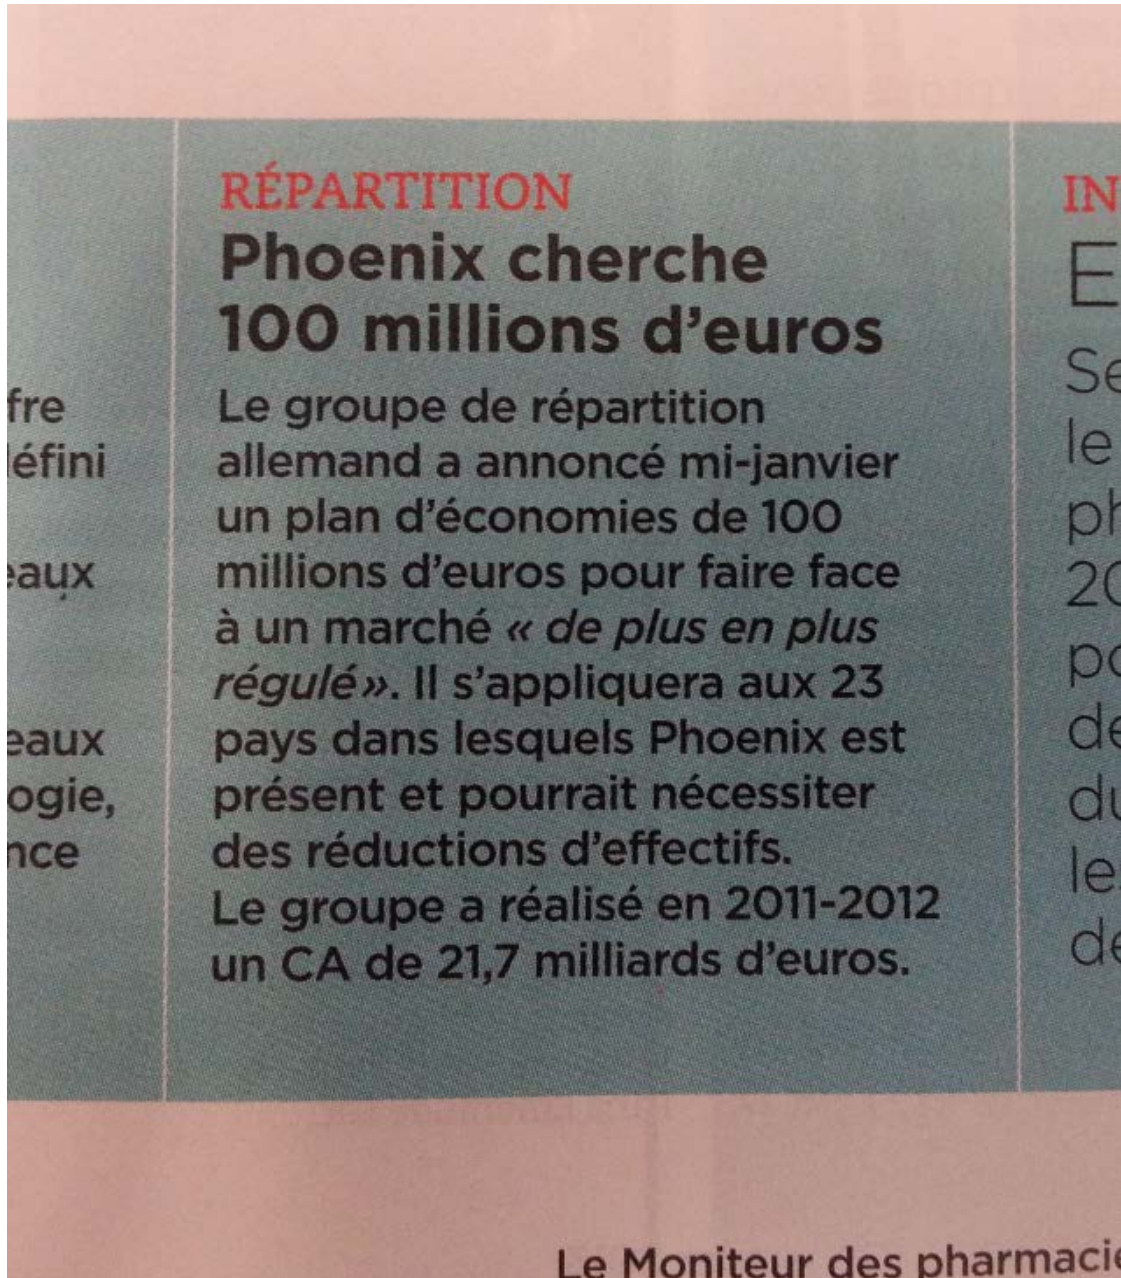 RÉPARTITION
Phoenix cherche
100 millions d'euros
Le groupe de répartition
allemand a annoncé mi-janvier
un plan d'économies de 100
millions d'euros pour faire face
à un marché « de plus en plus
régulé ». Il s'appliquera aux 23
pays dans lesquels Phoenix est
présent et pourrait nécessiter
des réductions d'effectifs.
Le groupe a réalisé en 2011-2012
un CA de 21,7 milliards d'euros.
Le Moniteur des